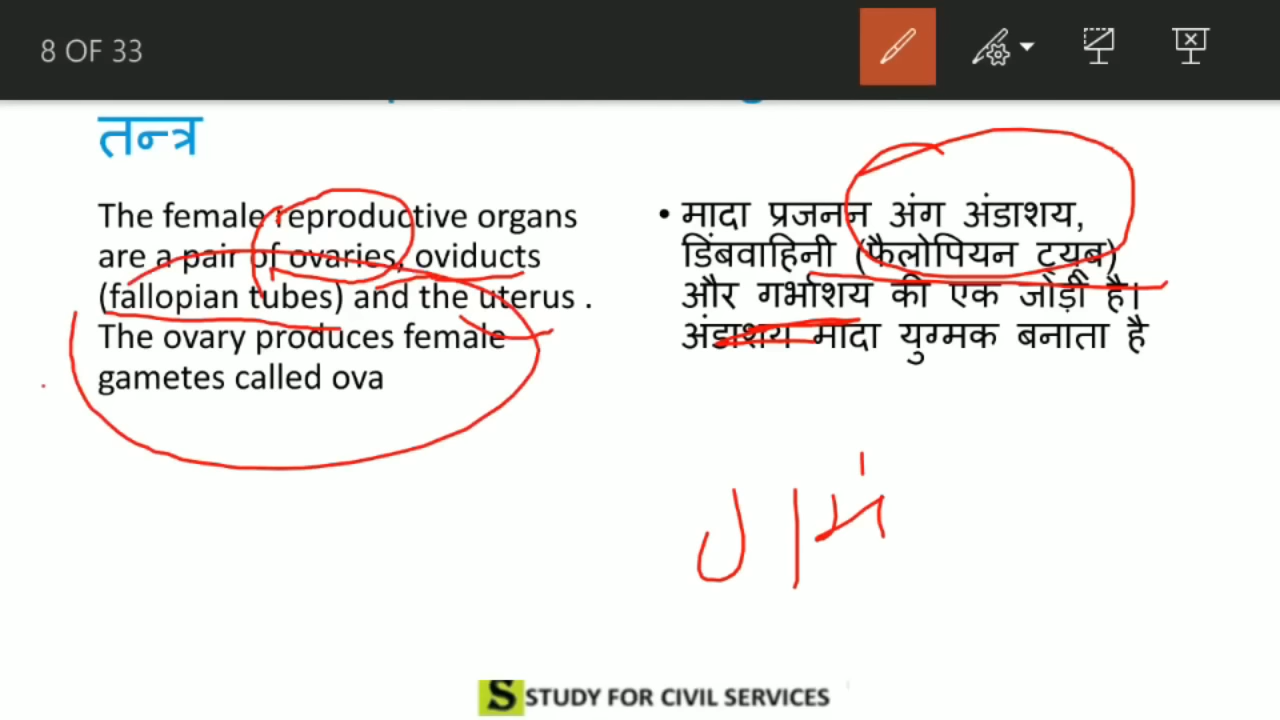 8 OF 33
तन्त्र
The female reproductive organs
are a pair of ovaries, oviducts
(fallopian tubes) and the uterus .
The ovary produces female
gametes called ova
• मादा प्रजनन अंग अंडाशय,
डिंबवाहिनी (फैलोपियन ट्यूब)
और गर्भाशय की एक जोड़ी है।
अंडाशय मादा युग्मक बनाता है
S STUDY FOR CIVIL SERVICES